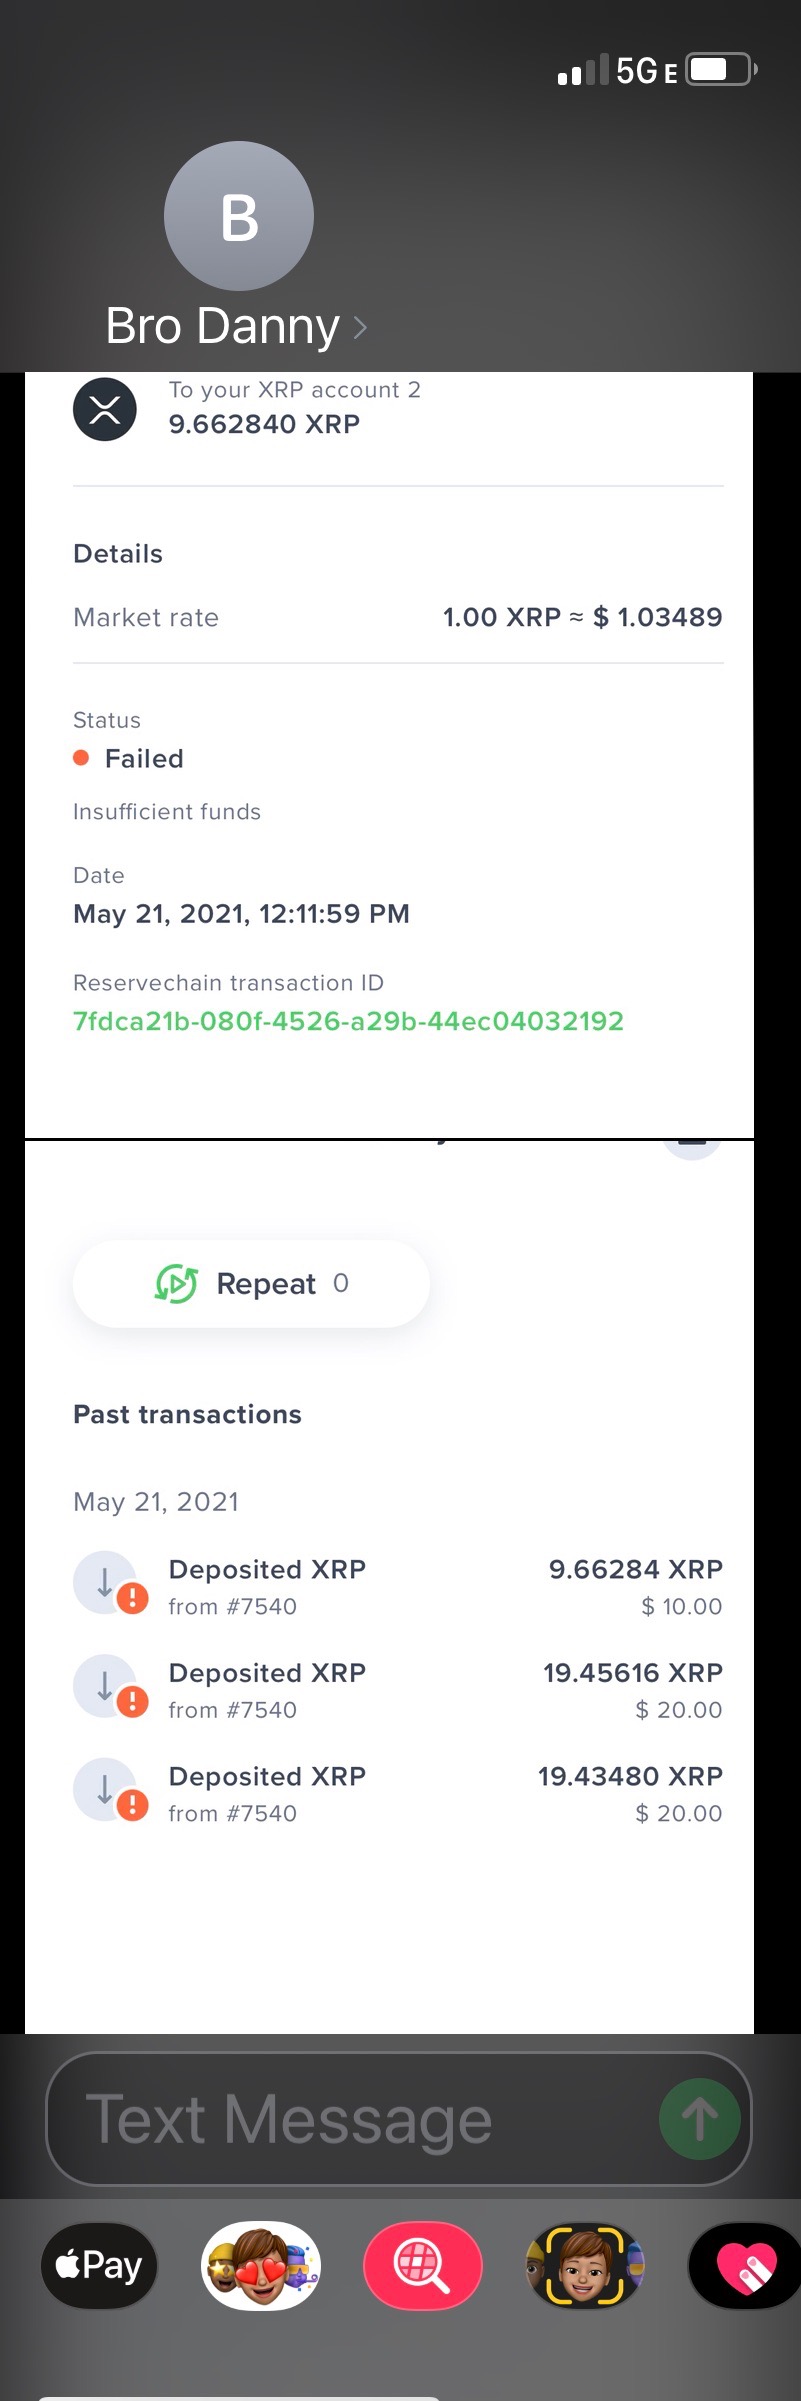 5G E
B
Bro Danny
To your XRP account 2
9.662840 XRP
Details
Market rate 1.00 XRP ≈ $ 1.03489
Status
Failed
Insufficient funds
Date
May 21, 2021, 12:11:59 PM
Reservechain transaction ID
7fdca21b-080f-4526-a29b-44ec04032192
Repeat 0
Past transactions
May 21, 2021
Deposited XRP 9.66284 XRP
from #7540 $ 10.00
Deposited XRP 19.45616 XRP
from #7540 $ 20.00
Deposited XRP 19.43480 XRP
from #7540 $ 20.00
Text Message
Pay